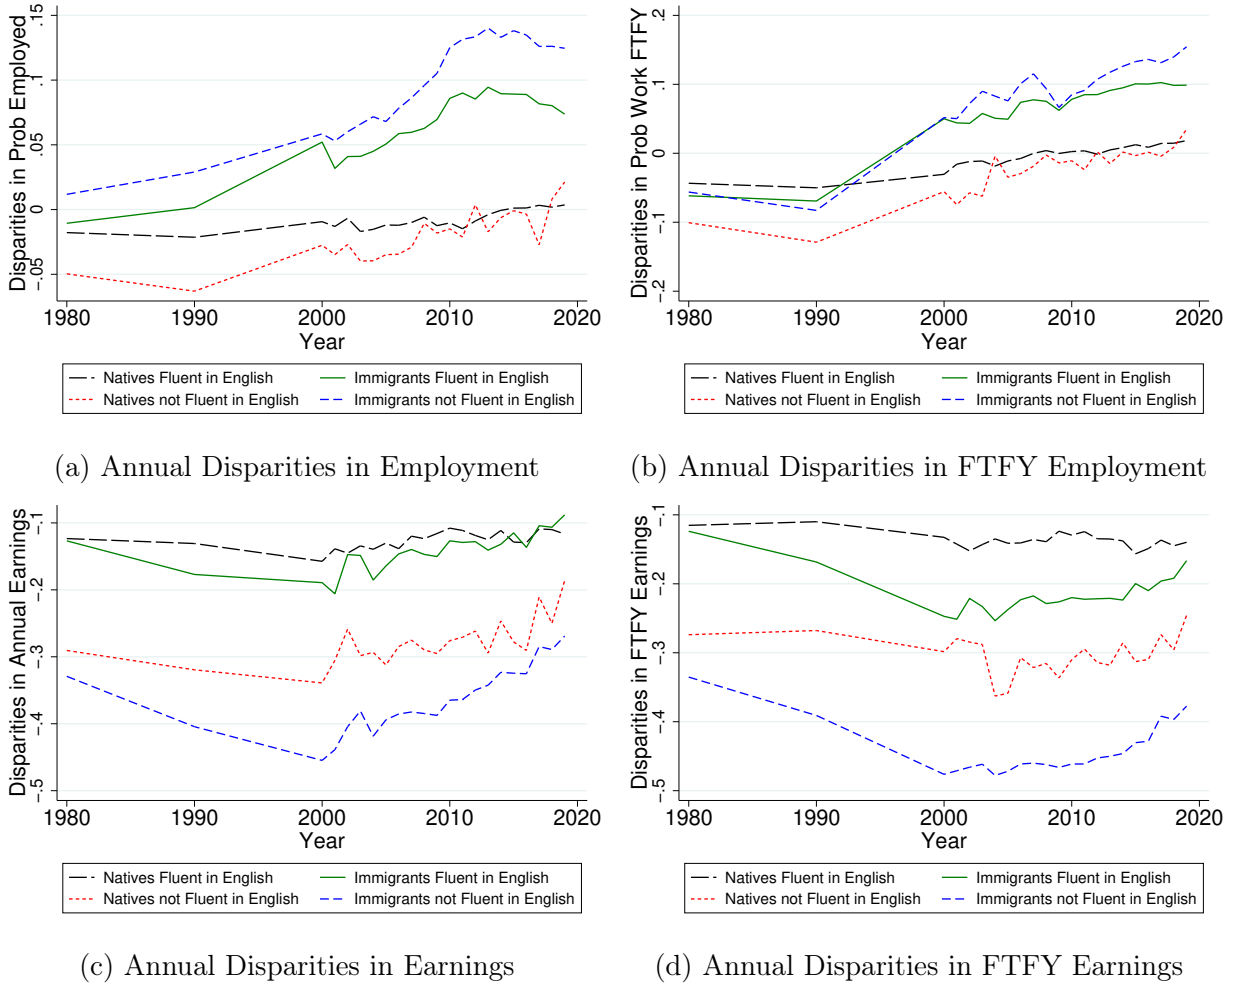 Disparities in Prob Employed
.15
.1
.05
0
-.05
1980 1990 2000 2010 2020
Year
Natives Fluent in English Immigrants Fluent in English
Natives not Fluent in English Immigrants not Fluent in English
(a) Annual Disparities in Employment
Disparities in Prob Work FTFY
.2
.1
0
-.1
-.2
1980 1990 2000 2010 2020
Year
Natives Fluent in English Immigrants Fluent in English
Natives not Fluent in English Immigrants not Fluent in English
(b) Annual Disparities in FTFY Employment
Disparities in Annual Earnings
-.1
-.2
-.3
-.4
-.5
1980 1990 2000 2010 2020
Year
Natives Fluent in English Immigrants Fluent in English
Natives not Fluent in English Immigrants not Fluent in English
(c) Annual Disparities in Earnings
Disparities in FTFY Earnings
-.1
-.2
-.3
-.4
-.5
1980 1990 2000 2010 2020
Year
Natives Fluent in English Immigrants Fluent in English
Natives not Fluent in English Immigrants not Fluent in English
(d) Annual Disparities in FTFY Earnings